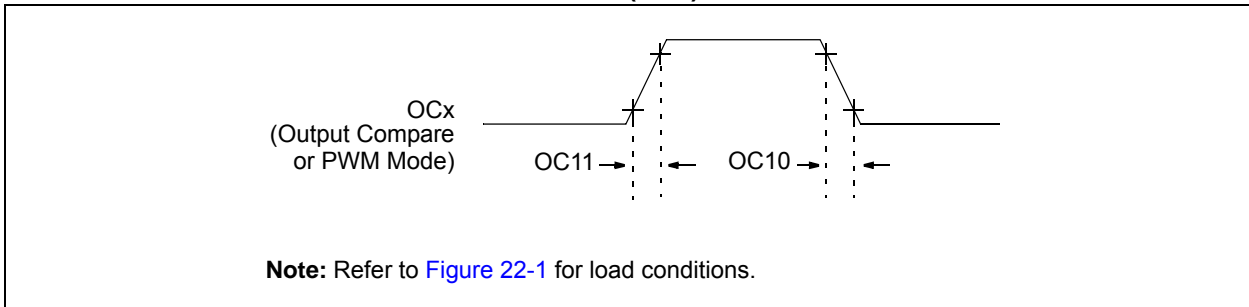 OCx
(Output Compare
or PWM Mode)
OC11
OC10
Note: Refer to Figure 22-1 for load conditions.